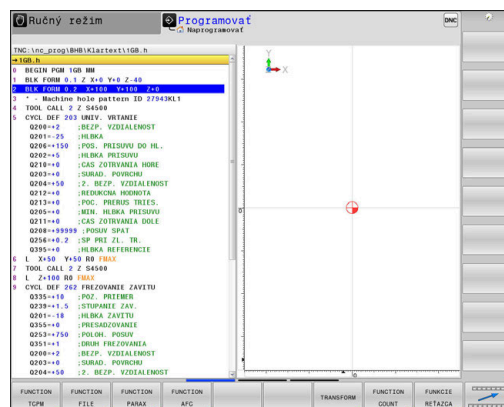 Ručný režim
Programovať
Naprogramovať
DNC
TNC:\nc_prog\BHB\Klartext\1GB.h
→1GB.h
0 BEGIN PGM 1GB MM
1 BLK FORM 0.1 Z X+0 Y+0 Z-40
2 BLK FORM 0.2 X+100 Y+100 Z+0
3 * - Machine hole pattern ID 27943KL1
4 TOOL CALL 2 Z S4500
5 CYCL DEF 203 UNIV. VRTANIE
Q200=+2 ;BEZP. VZDIALENOST
Q201=-25 ;HLBKA
Q206=+150 ;POS. PRISUVU DO HL.
Q202=+5 ;HLBKA PRISUVU
Q210=+0 ;CAS ZOTRVANIA HORE
Q203=+0 ;SURAD. POVRCHU
Q204=+50 ;2. BEZP. VZDIALENOST
Q212=+0 ;REDUKCNA HODNOTA
Q213=+0 ;POC. PRERUS TRIES.
Q205=+0 ;MIN. HLBKA PRISUVU
Q211=+0 ;CAS ZOTRVANIA DOLE
Q208=+99999 ;POSUV SPAT
Q256=+0.2 ;SP PRI ZL. TR.
Q395=+0 ;HLBKA REFERENCIE
6 L X+50 Y+50 R0 FMAX
7 TOOL CALL 2 Z S4500
8 L Z+100 R0 FMAX
9 CYCL DEF 262 FREZOVANIE ZAVITU
Q335=+10 ;POZ. PRIEMER
Q239=+1.5 ;STUPANIE ZAV.
Q201=-18 ;HLBKA ZAVITU
Q355=+0 ;PRESADZOVANIE
Q253=+750 ;POLOH. POSUV
Q351=+1 ;DRUH FREZOVANIA
Q200=+2 ;BEZP. VZDIALENOST
Q203=+0 ;SURAD. POVRCHU
Q204=+50 ;2. BEZP. VZDIALENOST
Y
X
0
0
FUNCTION TCPM
FUNCTION FILE
FUNCTION PARAX
FUNCTION AFC
TRANSFORM
FUNCTION COUNT
FUNKCIE REŤAZCA